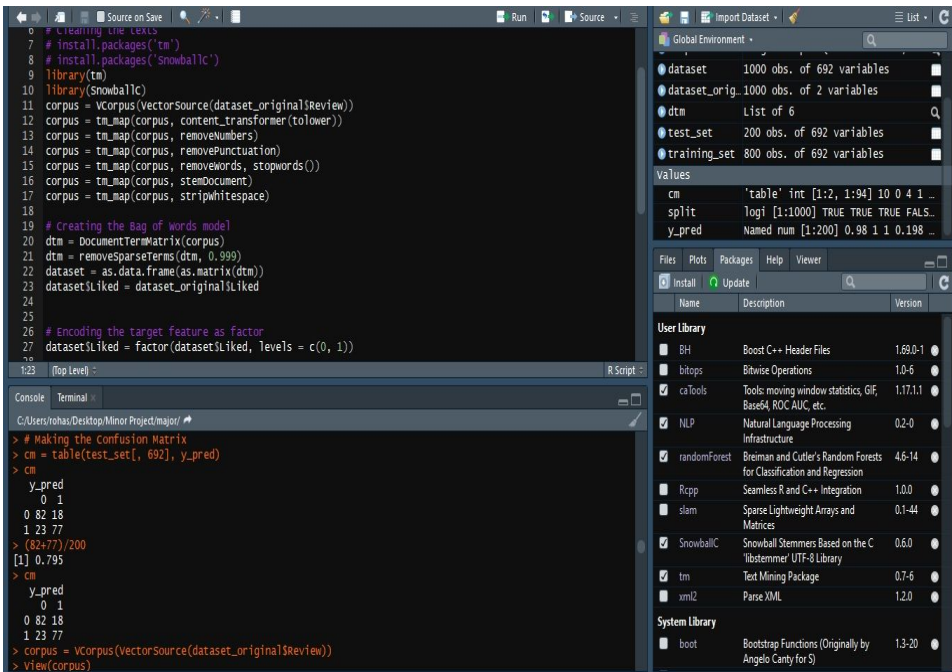 Source on Save
Run
Source
6 # Cleaning the texts
7 # install.packages('tm')
8 # install.packages('SnowballC')
9 library(tm)
10 library(SnowballC)
11 corpus = VCorpus(VectorSource(dataset_original$Review))
12 corpus = tm_map(corpus, content_transformer(tolower))
13 corpus = tm_map(corpus, removeNumbers)
14 corpus = tm_map(corpus, removePunctuation)
15 corpus = tm_map(corpus, removeWords, stopwords())
16 corpus = tm_map(corpus, stemDocument)
17 corpus = tm_map(corpus, stripWhitespace)
18
19 # Creating the Bag of Words model
20 dtm = DocumentTermMatrix(corpus)
21 dtm = removeSparseTerms(dtm, 0.999)
22 dataset = as.data.frame(as.matrix(dtm))
23 dataset$Liked = dataset_original$Liked
24
25
26 # Encoding the target feature as factor
27 dataset$Liked = factor(dataset$Liked, levels = c(0, 1))
28
1:23 (Top Level) R Script
Console Terminal
C:/Users/rohas/Desktop/Minor Project/major/
> # Making the Confusion Matrix
> cm = table(test_set[, 692], y_pred)
> cm
y_pred
0 1
0 82 18
1 23 77
> (82+77)/200
[1] 0.795
> cm
y_pred
0 1
0 82 18
1 23 77
> corpus = VCorpus(VectorSource(dataset_original$Review))
> View(corpus)
Import Dataset List
Global Environment
dataset 1000 obs. of 692 variables
dataset_orig… 1000 obs. of 2 variables
dtm List of 6
test_set 200 obs. of 692 variables
training_set 800 obs. of 692 variables
Values
cm 'table' int [1:2, 1:94] 10 0 4 1 …
split logi [1:1000] TRUE TRUE TRUE FALS…
y_pred Named num [1:200] 0.98 1 1 0.198 …
Files Plots Packages Help Viewer
Install Update
Name Description Version
User Library
BH Boost C++ Header Files 1.69.0-1
bitops Bitwise Operations 1.0-6
caTools Tools: moving window statistics, GIF, 1.17.1.1
Base64, ROC AUC, etc.
NLP Natural Language Processing 0.2-0
Infrastructure
randomForest Breiman and Cutler's Random Forests 4.6-14
for Classification and Regression
Rcpp Seamless R and C++ Integration 1.0.0
slam Sparse Lightweight Arrays and 0.1-44
Matrices
SnowballC Snowball Stemmers Based on the C 0.6.0
'libstemmer' UTF-8 Library
tm Text Mining Package 0.7-6
xml2 Parse XML 1.2.0
System Library
boot Bootstrap Functions (Originally by 1.3-20
Angelo Canty for S)